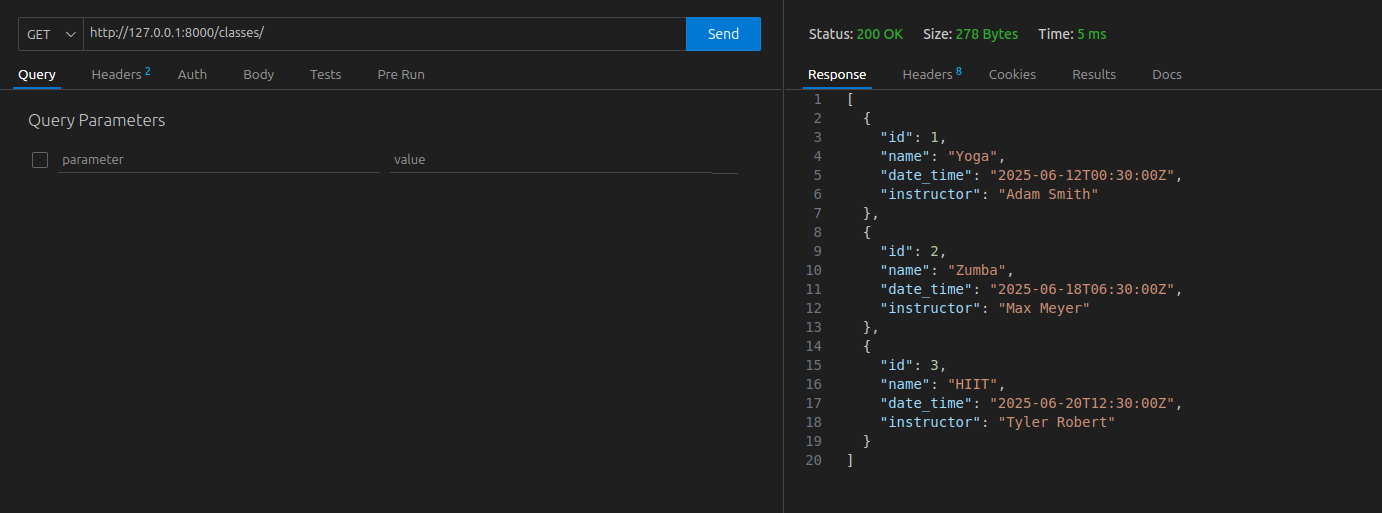 GET http://127.0.0.1:8000/classes/ Send
Query Headers 2 Auth Body Tests Pre Run
Query Parameters
parameter value
Status: 200 OK Size: 278 Bytes Time: 5 ms
Response Headers 8 Cookies Results Docs
1 [
2 {
3 "id": 1,
4 "name": "Yoga",
5 "date_time": "2025-06-12T00:30:00Z",
6 "instructor": "Adam Smith"
7 },
8 {
9 "id": 2,
10 "name": "Zumba",
11 "date_time": "2025-06-18T06:30:00Z",
12 "instructor": "Max Meyer"
13 },
14 {
15 "id": 3,
16 "name": "HIIT",
17 "date_time": "2025-06-20T12:30:00Z",
18 "instructor": "Tyler Robert"
19 }
20 ]